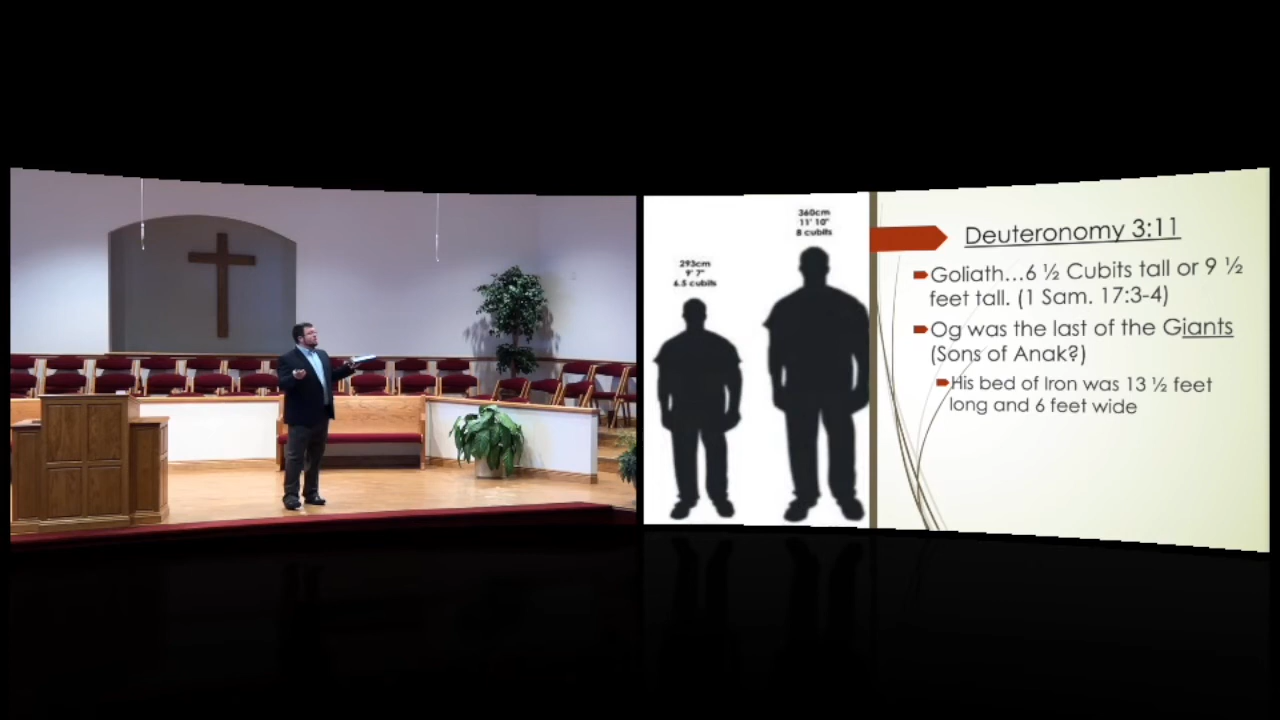 293cm
9' 7"
6.5 cubits
360cm
11' 10"
8 cubits
Deuteronomy 3:11
Goliath…6 ½ Cubits tall or 9 ½
feet tall. (1 Sam. 17:3-4)
Og was the last of the Giants
(Sons of Anak?)
His bed of Iron was 13 ½ feet
long and 6 feet wide